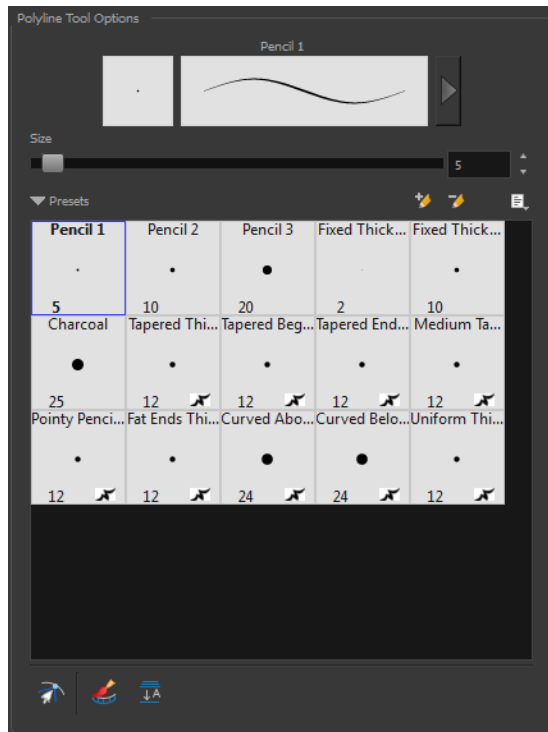 Polyline Tool Options
Pencil 1
Size
5
Presets
Pencil 1 Pencil 2 Pencil 3 Fixed Thick... Fixed Thick...
5 10 20 2 10
Charcoal Tapered Thi... Tapered Beg... Tapered End... Medium Ta...
25 12 12 12 12
Pointy Penci... Fat Ends Thi... Curved Abo... Curved Belo... Uniform Thi...
12 12 24 24 12
A